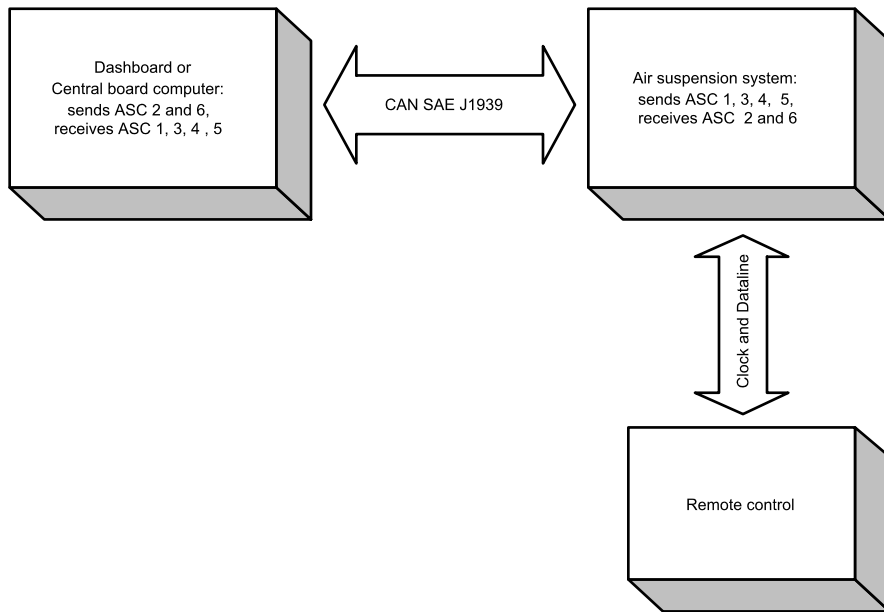 Dashboard or
Central board computer:
sends ASC 2 and 6,
receives ASC 1, 3, 4 , 5
CAN SAE J1939
Air suspension system:
sends ASC 1, 3, 4,  5,
receives ASC  2 and 6
Clock and Dataline
Remote control